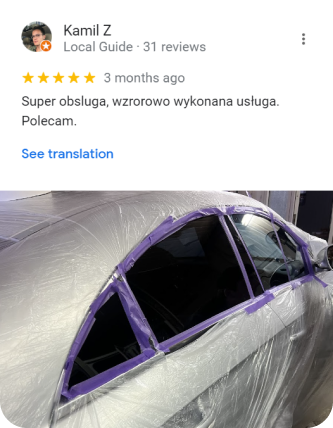 Kamil Z
Local Guide · 31 reviews
3 months ago
Super obsluga, wzrorowo wykonana usługa.
Polecam.
See translation